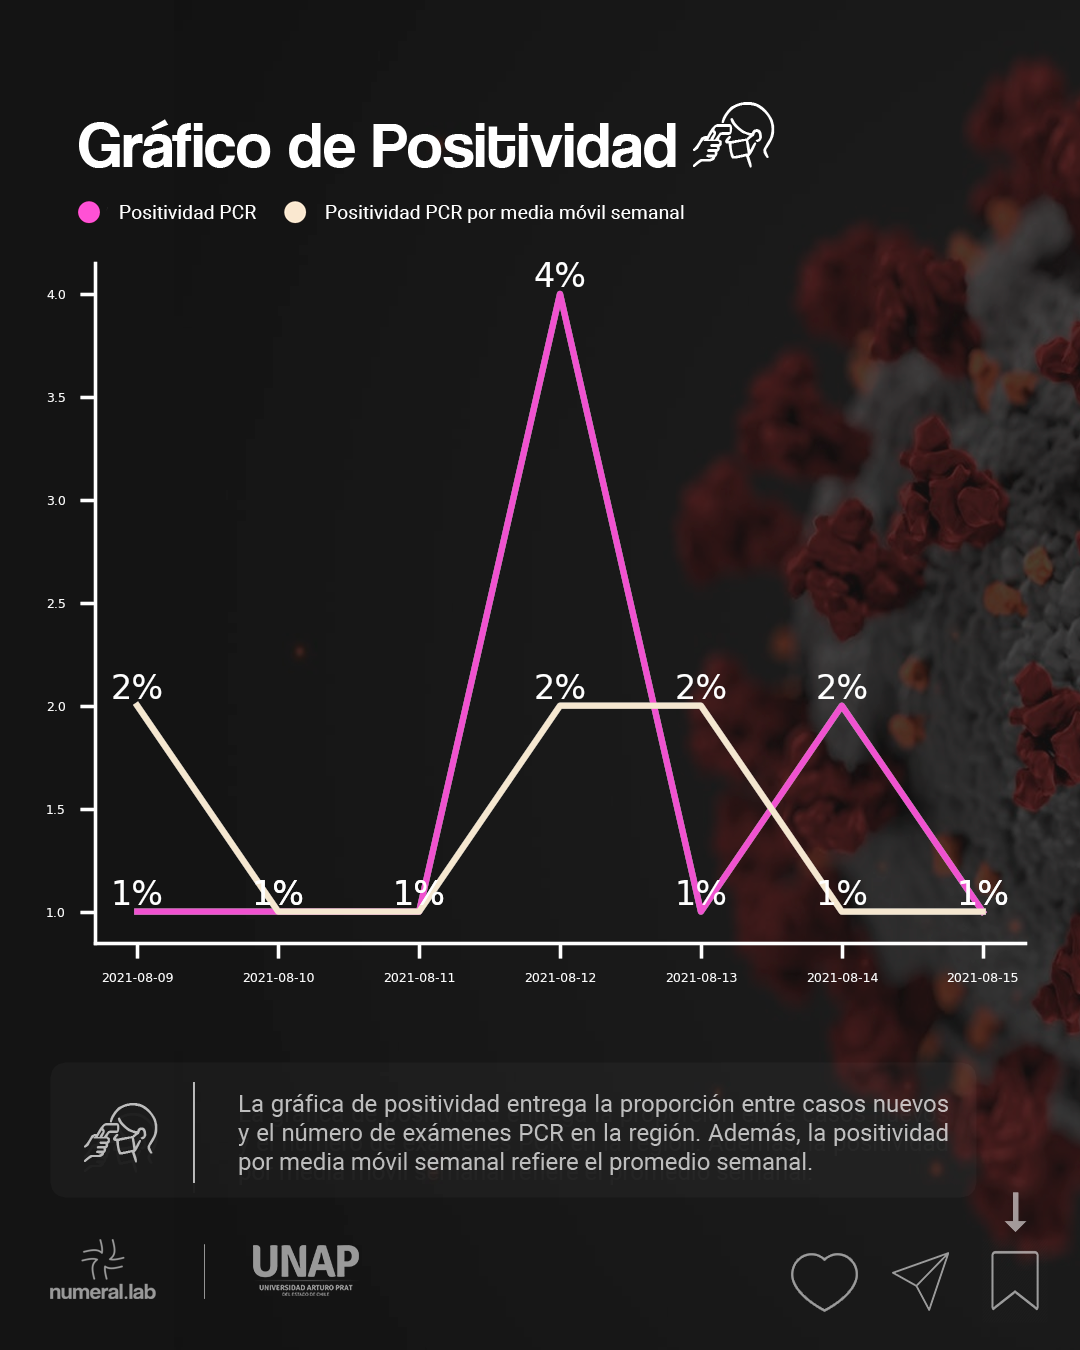 Gráfico de Positividad
Positividad PCR
Positividad PCR por media móvil semanal
4%
4.0
3.5
3.0
2.5
2% 2% 2% 2%
2.0
1.5
1% 1% 1% 1% 1% 1%
1.0
2021-08-09 2021-08-10 2021-08-11 2021-08-12 2021-08-13 2021-08-14 2021-08-15
La gráfica de positividad entrega la proporción entre casos nuevos
y el número de exámenes PCR en la región. Además, la positividad
por media móvil semanal refiere el promedio semanal.
numeral.lab
UNAP
UNIVERSIDAD ARTURO PRAT
DEL ESTADO DE CHILE